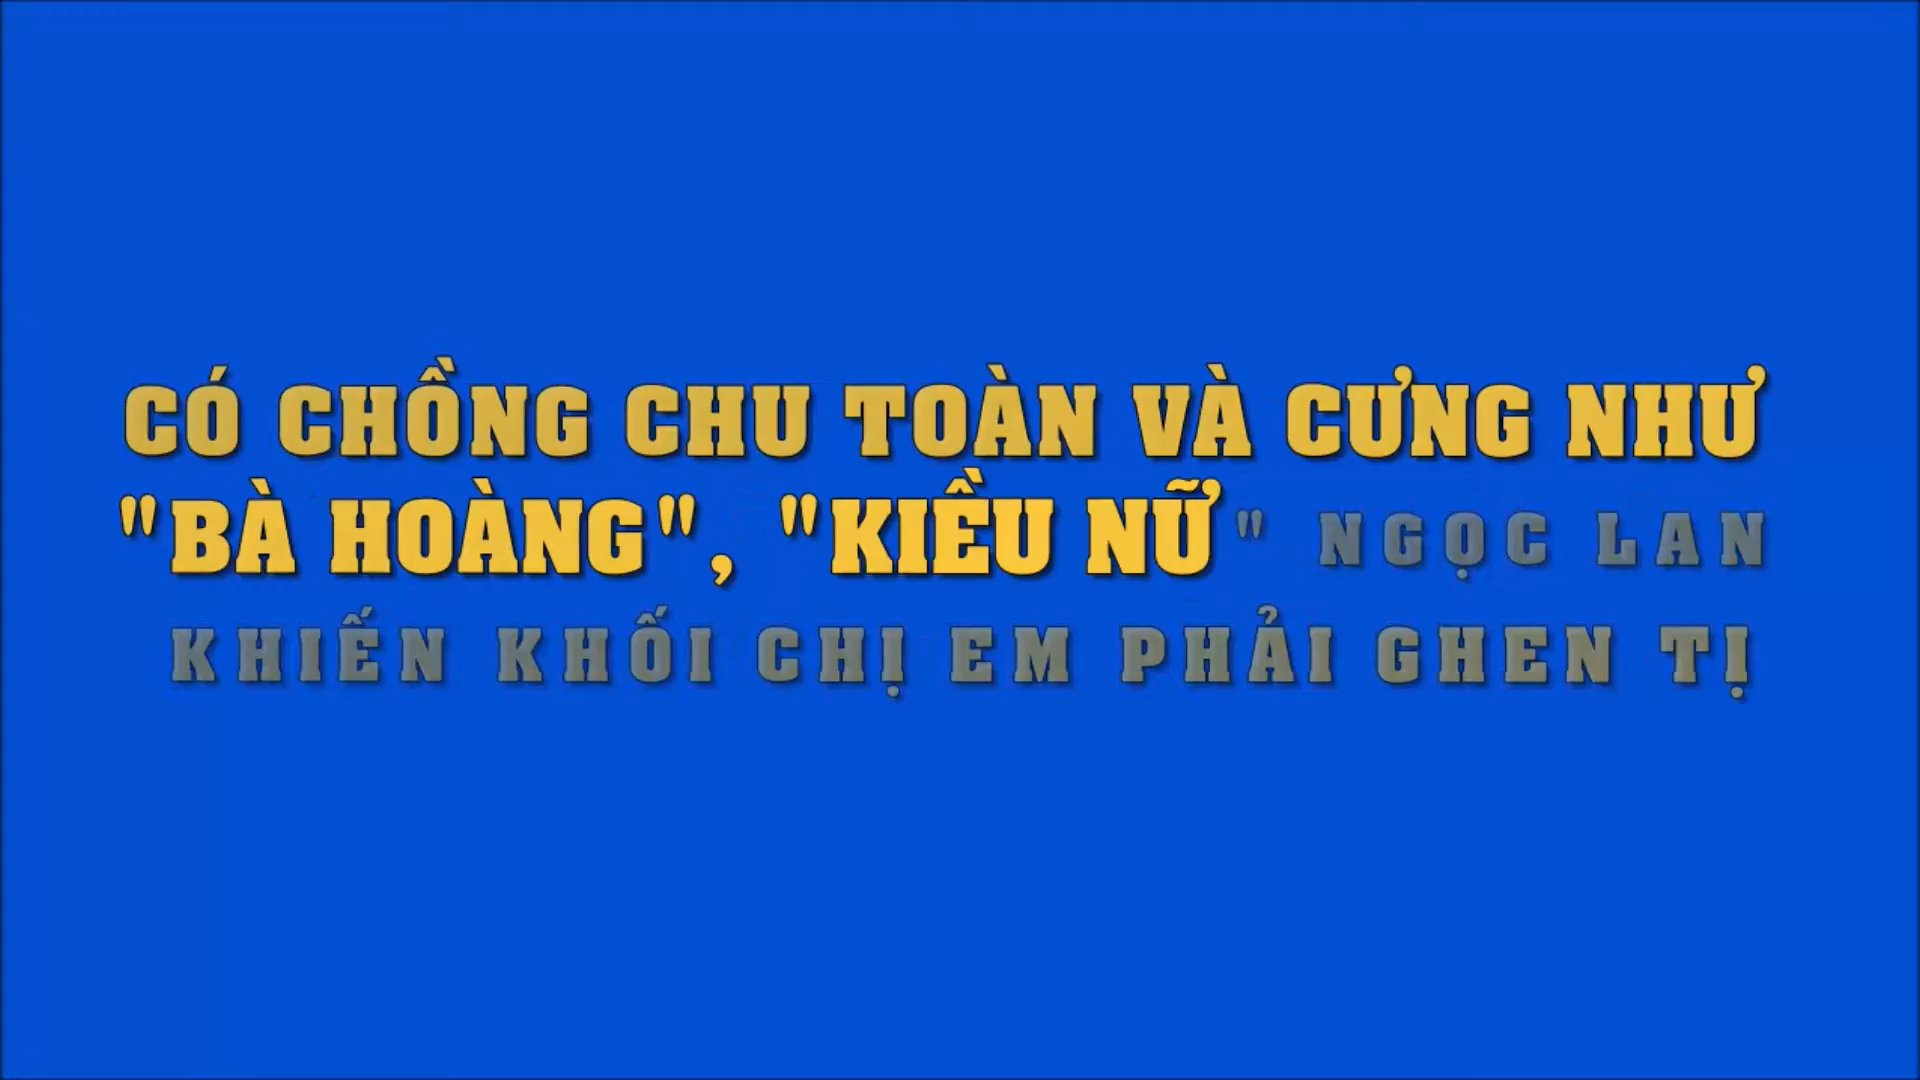 CÓ CHỒNG CHU TOÀN VÀ CƯNG NHƯ
"BÀ HOÀNG", "KIỀU NỮ" NGỌC LAN
KHIẾN KHỐI CHỊ EM PHẢI GHEN TỊ